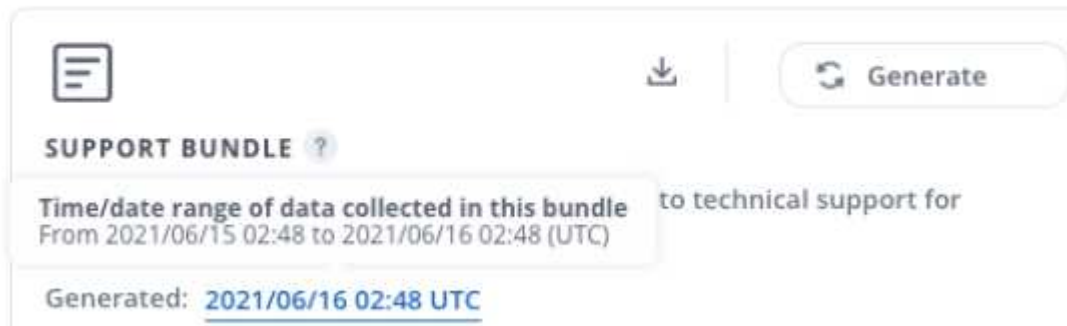 Generate
SUPPORT BUNDLE ?
Time/date range of data collected in this bundle
to technical support for
From 2021/06/15 02:48 to 2021/06/16 02:48 (UTC)
Generated: 2021/06/16 02:48 UTC